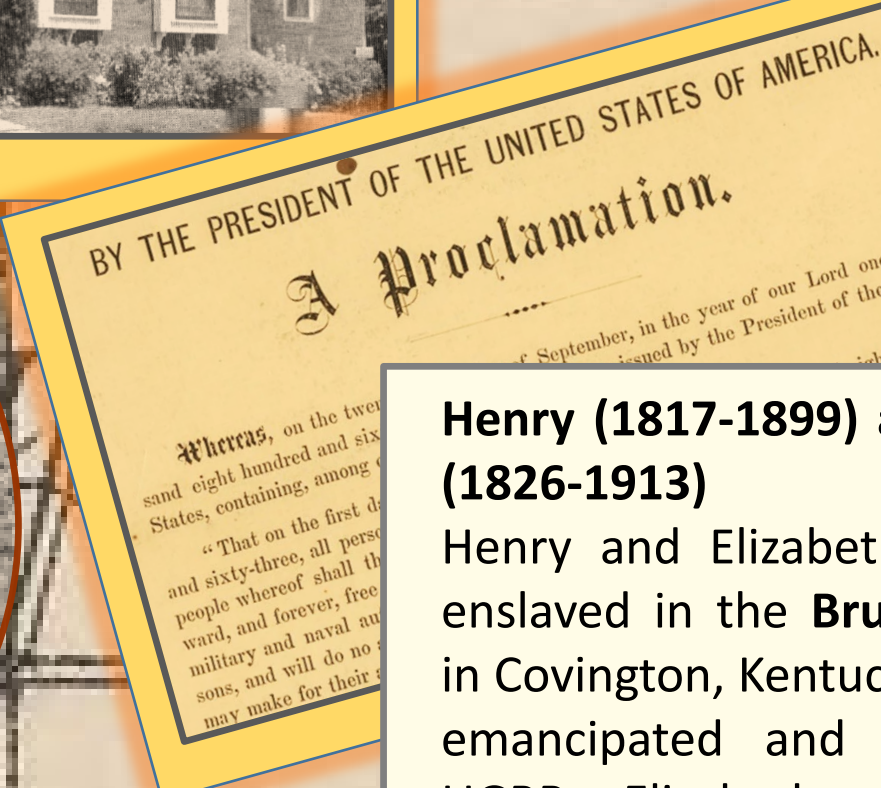 BY THE PRESIDENT OF THE UNITED STATES OF AMERICA.
A Proclamation.
September, in the year of our Lord
issued by the President of the
Whereas, on the
sand eight hundred and six
States, containing, among
"That on the first
and sixty-three, all
people whereof shall
ward, and forever, free
military and naval
sons, and will do no
may make for their
Henry (1817-1899)
(1826-1913)
Henry and Elizabet
enslaved in the Bru
in Covington, Kentuc
emancipated and